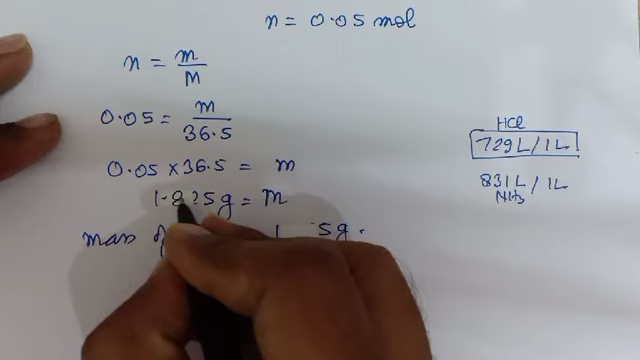 n = 0.05 mol
n = m/M
0.05 = m/36.5
0.05 × 36.5 = m
1.825g = m
mass
5g.
HCl
729L/1L
831L/1L
NH3